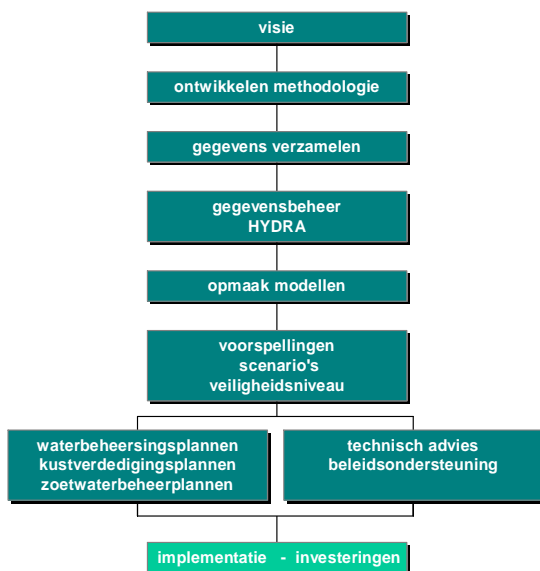 visie
ontwikkelen methodologie
gegevens verzamelen
gegevensbeheer
HYDRA
opmaak modellen
voorspellingen
scenario's
veiligheidsniveau
waterbeheersingsplannen
kustverdedigingsplannen
zoetwaterbeheerplannen
technisch advies
beleidsondersteuning
implementatie - investeringen